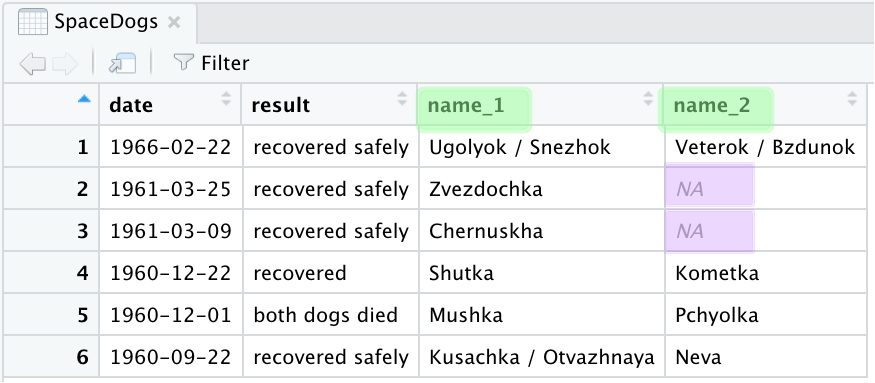 SpaceDogs
Filter
date result name_1 name_2
1 1966-02-22 recovered safely Ugolyok / Snezhok Veterok / Bzdunok
2 1961-03-25 recovered safely Zvezdochka NA
3 1961-03-09 recovered safely Chernuskha NA
4 1960-12-22 recovered Shutka Kometka
5 1960-12-01 both dogs died Mushka Pchyolka
6 1960-09-22 recovered safely Kusachka / Otvazhnaya Neva